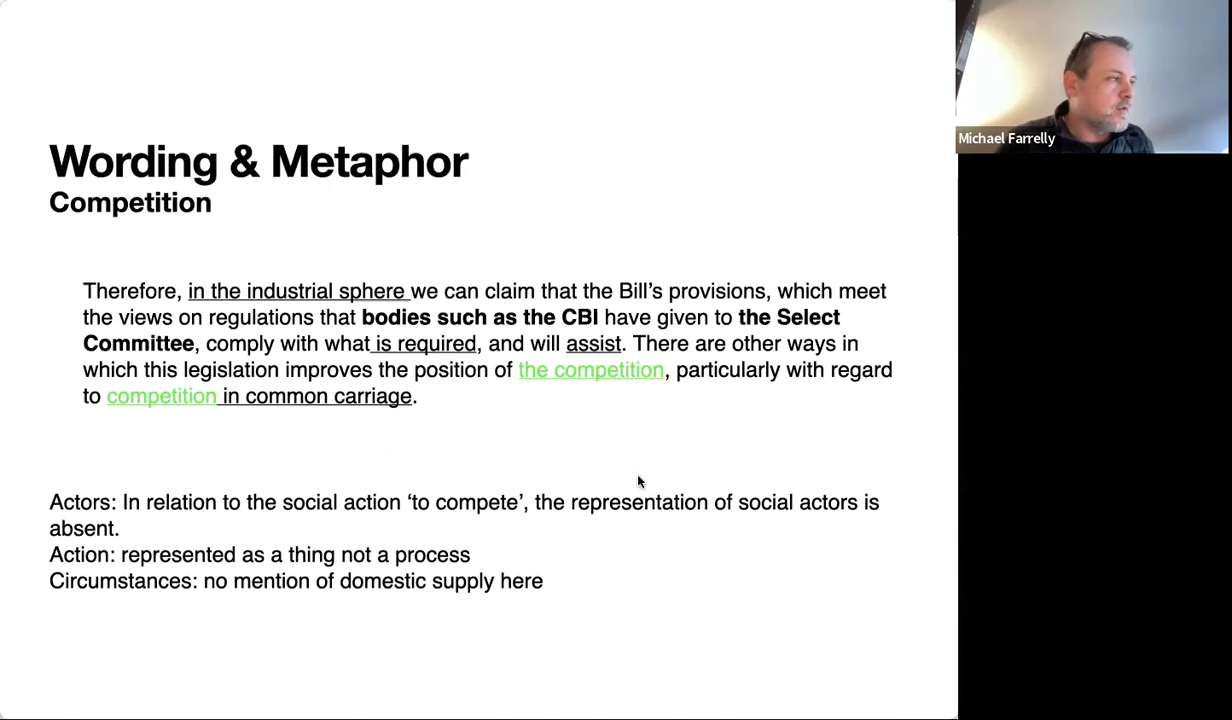 Wording & Metaphor
Competition
Therefore, in the industrial sphere we can claim that the Bill's provisions, which meet
the views on regulations that bodies such as the CBI have given to the Select
Committee, comply with what is required, and will assist. There are other ways in
which this legislation improves the position of the competition, particularly with regard
to competition in common carriage.
Actors: In relation to the social action ‘to compete’, the representation of social actors is
absent.
Action: represented as a thing not a process
Circumstances: no mention of domestic supply here
Michael Farrelly